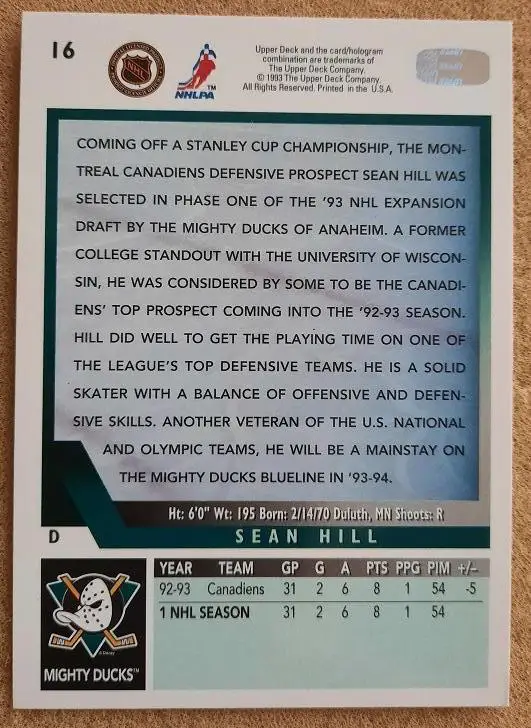 16
Upper Deck and the card/hologram
combination are trademarks of
The Upper Deck Company.
© 1993 The Upper Deck Company.
All Rights Reserved. Printed in the U.S.A.
NHL
NHLPA™
COMING OFF A STANLEY CUP CHAMPIONSHIP, THE MON-
TREAL CANADIENS DEFENSIVE PROSPECT SEAN HILL WAS
SELECTED IN PHASE ONE OF THE '93 NHL EXPANSION
DRAFT BY THE MIGHTY DUCKS OF ANAHEIM. A FORMER
COLLEGE STANDOUT WITH THE UNIVERSITY OF WISCON-
SIN, HE WAS CONSIDERED BY SOME TO BE THE CANADI-
ENS' TOP PROSPECT COMING INTO THE '92-93 SEASON.
HILL DID WELL TO GET THE PLAYING TIME ON ONE OF
THE LEAGUE'S TOP DEFENSIVE TEAMS. HE IS A SOLID
SKATER WITH A BALANCE OF OFFENSIVE AND DEFEN-
SIVE SKILLS. ANOTHER VETERAN OF THE U.S. NATIONAL
AND OLYMPIC TEAMS, HE WILL BE A MAINSTAY ON
THE MIGHTY DUCKS BLUELINE IN '93-94.
Ht: 6'0" Wt: 195 Born: 2/14/70 Duluth, MN Shoots: R
D SEAN HILL
YEAR TEAM GP G A PTS PPG PIM +/-
92-93 Canadiens 31 2 6 8 1 54 -5
1 NHL SEASON 31 2 6 8 1 54
© Disney
MIGHTY DUCKS™